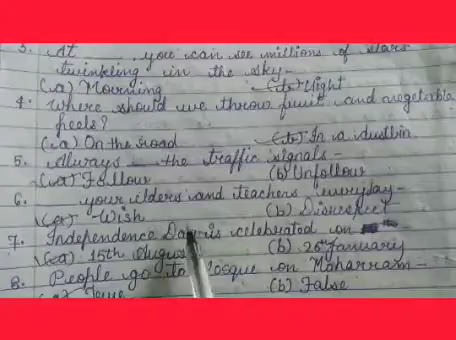 3. At ___ you can see millions of stars
twinkling in the sky-
(a) Morning (b) Night
4. Where should we throw fruit and vegetable
peels?
(a) On the road (b) In a dustbin
5. Always ___ the traffic signals-
(a) Follow (b) Unfollow
6. ___ your elders and teachers everyday-
(a) Wish (b) Disrespect
7. Independence Day is celebrated on
(a) 15th (b) 26th January
8. People go to on Moharram-
(a) True (b) False